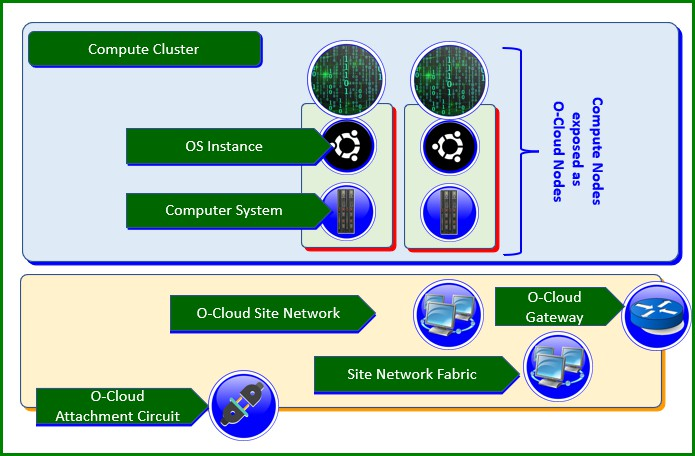 Compute Cluster
OS Instance
Computer System
Compute Nodes
exposed as
O-Cloud Nodes
O-Cloud Site Network
O-Cloud
Gateway
Site Network Fabric
O-Cloud
Attachment Circuit